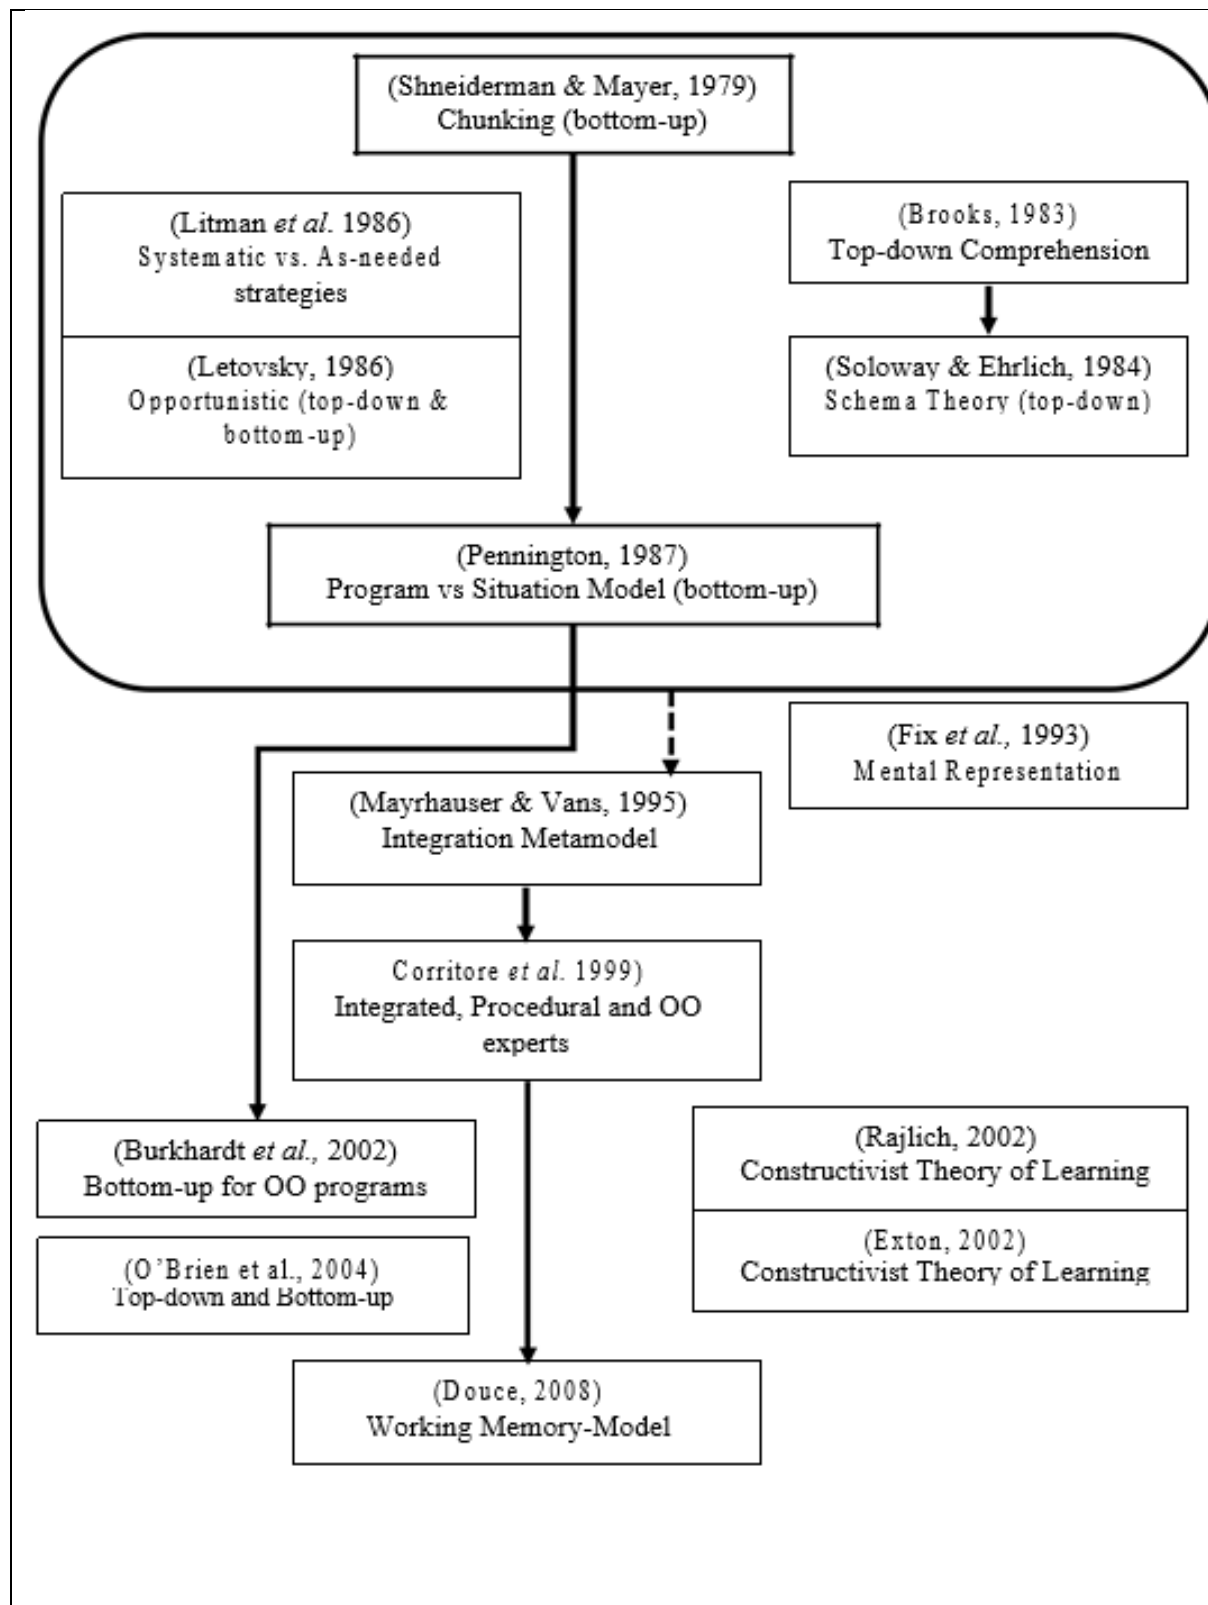 (Shneiderman & Mayer, 1979)
Chunking (bottom-up)
(Litman et al. 1986)
Systematic vs. As-needed
strategies
(Brooks, 1983)
Top-down Comprehension
(Letovsky, 1986)
Opportunistic (top-down &
bottom-up)
(Soloway & Ehrlich, 1984)
Schema Theory (top-down)
(Pennington, 1987)
Program vs Situation Model (bottom-up)
(Fix et al., 1993)
Mental Representation
(Mayrhauser & Vans, 1995)
Integration Metamodel
Corritore et al. 1999)
Integrated, Procedural and OO
experts
(Burkhardt et al., 2002)
Bottom-up for OO programs
(Rajlich, 2002)
Constructivist Theory of Learning
(O'Brien et al., 2004)
Top-down and Bottom-up
(Exton, 2002)
Constructivist Theory of Learning
(Douce, 2008)
Working Memory-Model